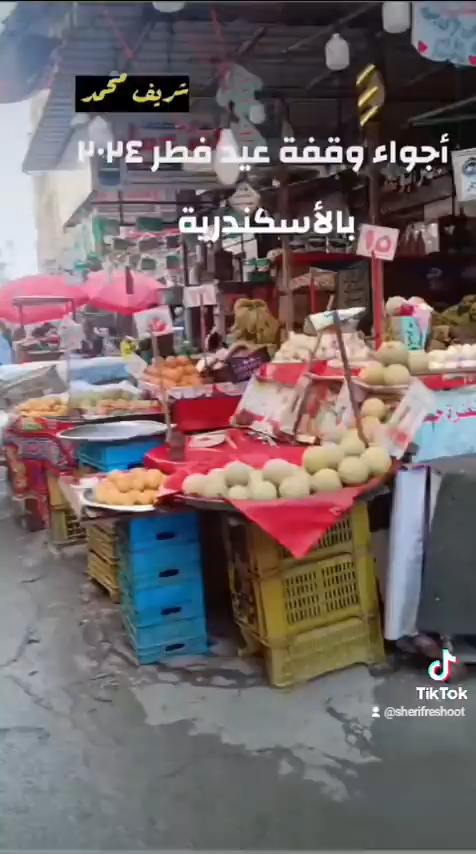 شريف محمد
أجواء وقفة عيد فطر ٢٠٢٤
بالأسكندرية
١٥
TikTok
@sherifreshoot